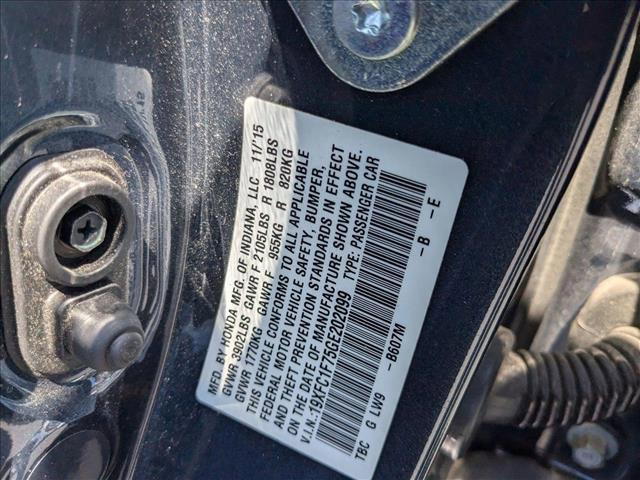 MFD. BY HONDA MFG. OF INDIANA, LLC 11/'15
GVWR 3902LBS GAWR F 2105LBS R 1808LBS
GVWR 1770KG GAWR F 955KG R 820KG
THIS VEHICLE CONFORMS TO ALL APPLICABLE
FEDERAL MOTOR VEHICLE SAFETY, BUMPER,
AND THEFT PREVENTION STANDARDS IN EFFECT
ON THE DATE OF MANUFACTURE SHOWN ABOVE.
V.I.N. 19XFC1F75GE202099 TYPE: PASSENGER CAR
TBC G LW9 -B607M -B -E